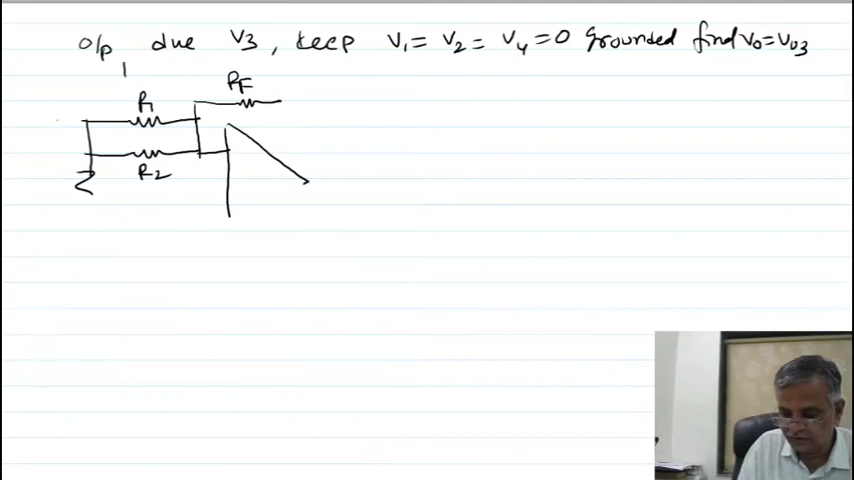 o/p due V3, keep V1 = V2 = V4 = 0 grounded find V0 = V03
RF
R1
R2